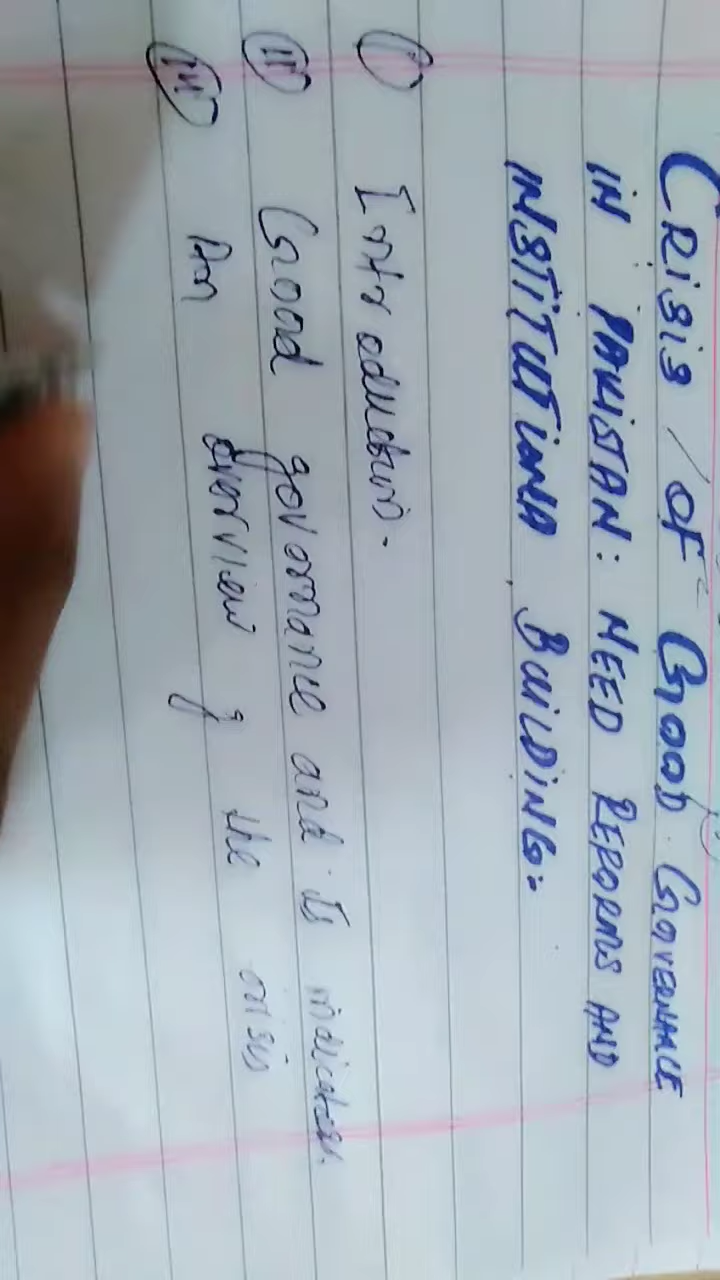 CRISIS OF GOOD GOVERNANCE
IN PAKISTAN: NEED REFORMS AND
INSTITUTIONA BUILDING:-
(I) Introduction.
(II) Good governance and Its indicators.
(III) An overview of the crisis